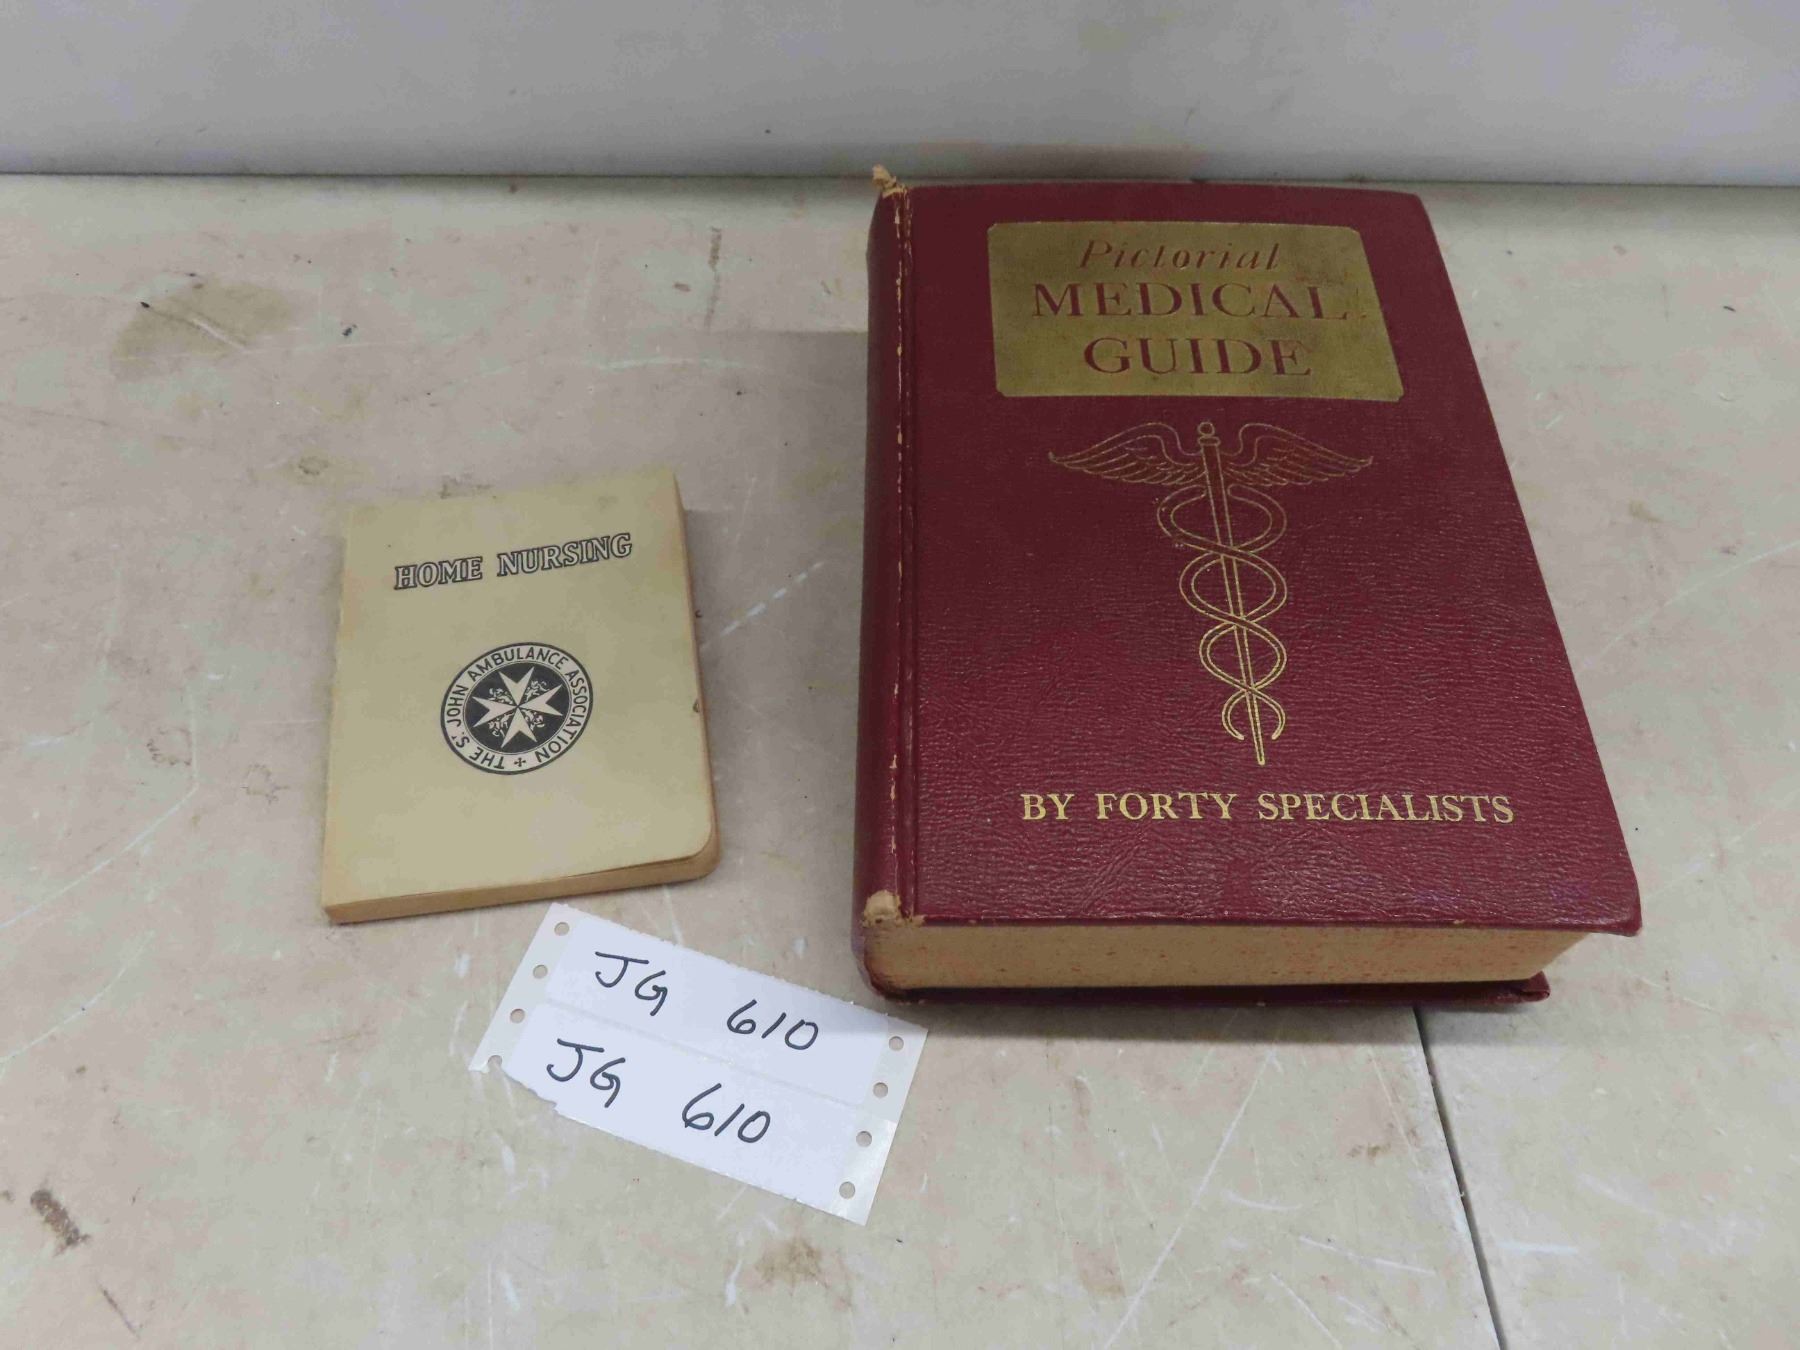 HOME NURSING
THE Sᵀ JOHN AMBULANCE ASSOCIATION
Pictorial
MEDICAL
GUIDE
BY FORTY SPECIALISTS
JG 610
JG 610